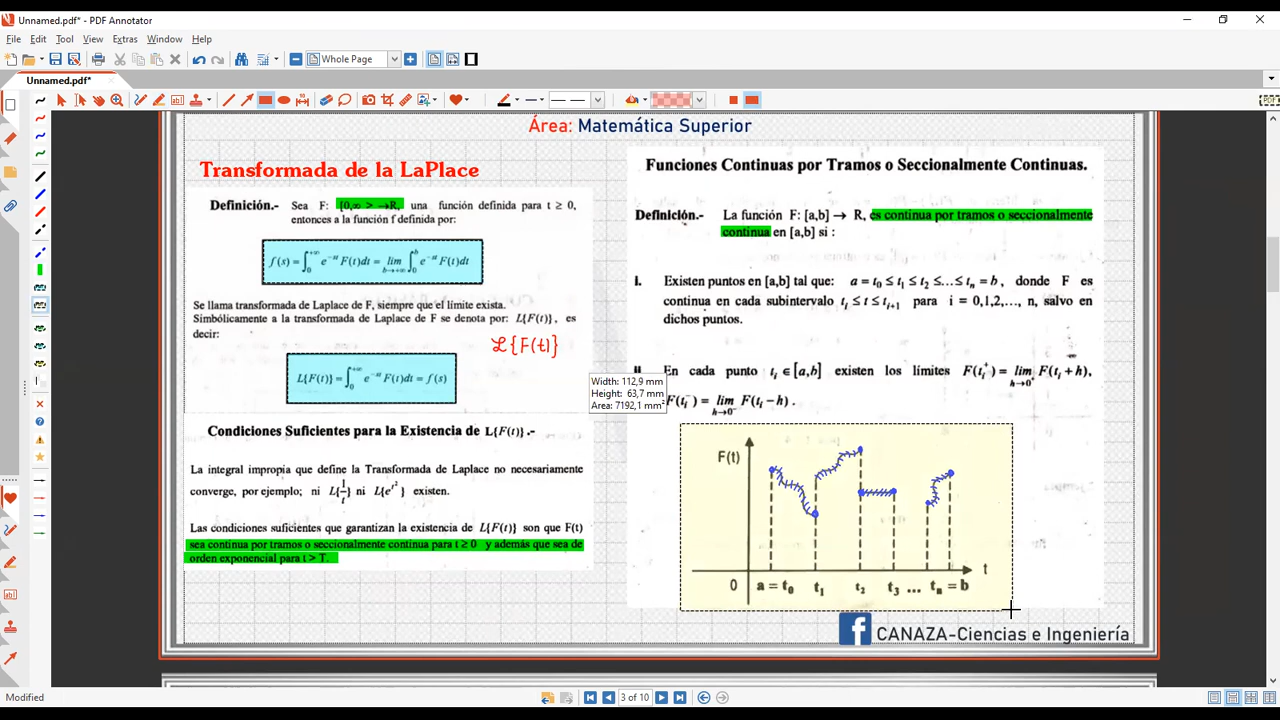 Unnamed.pdf* - PDF Annotator
File Edit Tool View Extras Window Help
Whole Page
Unnamed.pdf*
Área: Matemática Superior
Transformada de la LaPlace
Definición.- Sea F: [0,∞ > →R, una función definida para t ≥ 0,
entonces a la función f definida por:
f(s) = ∫₀^{+∞} e^{-st} F(t)dt = lim_{b→+∞} ∫₀^b e^{-st} F(t)dt
Se llama transformada de Laplace de F, siempre que el límite exista.
Simbólicamente a la transformada de Laplace de F se denota por: L{F(t)}, es
decir:
ℒ{F(t)}
L{F(t)} = ∫₀^{+∞} e^{-st} F(t)dt = f(s)
Condiciones Suficientes para la Existencia de L{F(t)}.-
La integral impropia que define la Transformada de Laplace no necesariamente
converge, por ejemplo; ni L{1/t} ni L{e^{t²}} existen.
Las condiciones suficientes que garantizan la existencia de L{F(t)} son que F(t)
sea continua por tramos o seccionalmente continua para t ≥ 0 y además que sea de
orden exponencial para t > T.
Funciones Continuas por Tramos o Seccionalmente Continuas.
Definición.- La función F: [a,b] → R, es continua por tramos o seccionalmente
continua en [a,b] si :
I. Existen puntos en [a,b] tal que: a = t₀ ≤ t₁ ≤ t₂ ≤...≤ tₙ = b, donde F es
continua en cada subintervalo tᵢ ≤ t ≤ tᵢ₊₁ para i = 0,1,2,..., n, salvo en
dichos puntos.
En cada punto tᵢ ∈ [a,b] existen los límites F(tᵢ⁺) = lim_{h→0⁺} F(tᵢ + h),
F(tᵢ⁻) = lim_{h→0⁻} F(tᵢ − h) .
Width: 112,9 mm
Height: 63,7 mm
Area: 7192,1 mm²
F(t)
t
0 a = t₀ t₁ t₂ t₃ ... tₙ = b
CANAZA-Ciencias e Ingeniería
Modified
3 of 10